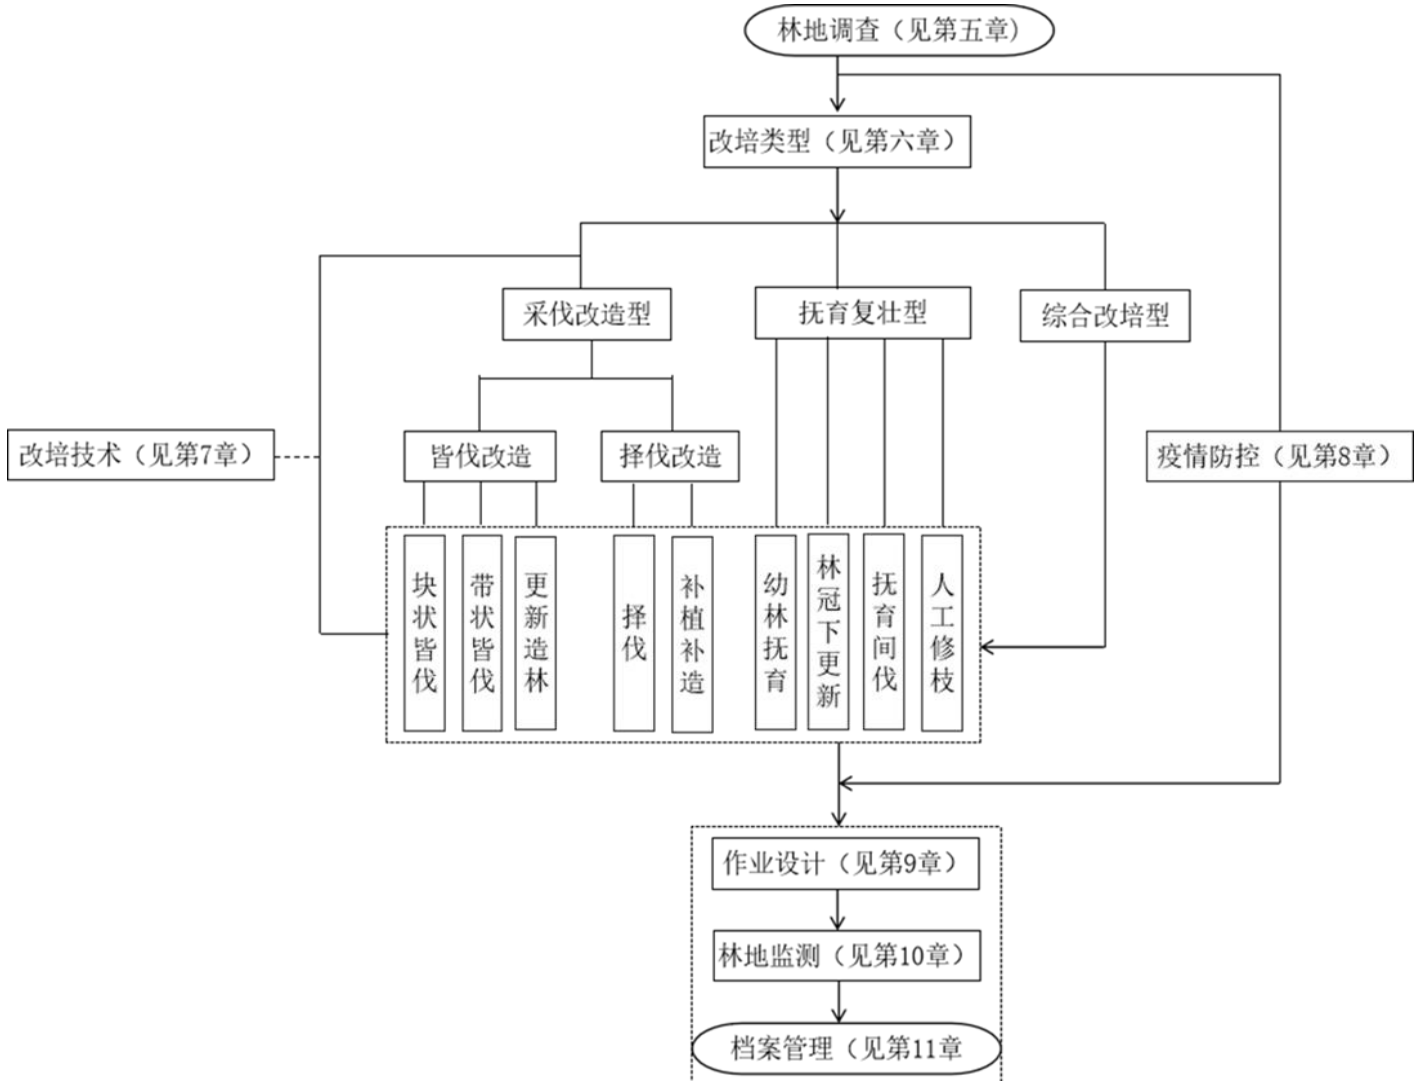 林地调查（见第五章)
改培类型（见第六章）
采伐改造型
抚育复壮型
综合改培型
改培技术（见第7章）
皆伐改造
择伐改造
疫情防控（见第8章）
块状皆伐
带状皆伐
更新造林
择伐
补植补造
幼林抚育
林冠下更新
抚育间伐
人工修枝
作业设计（见第9章）
林地监测（见第10章）
档案管理（见第11章